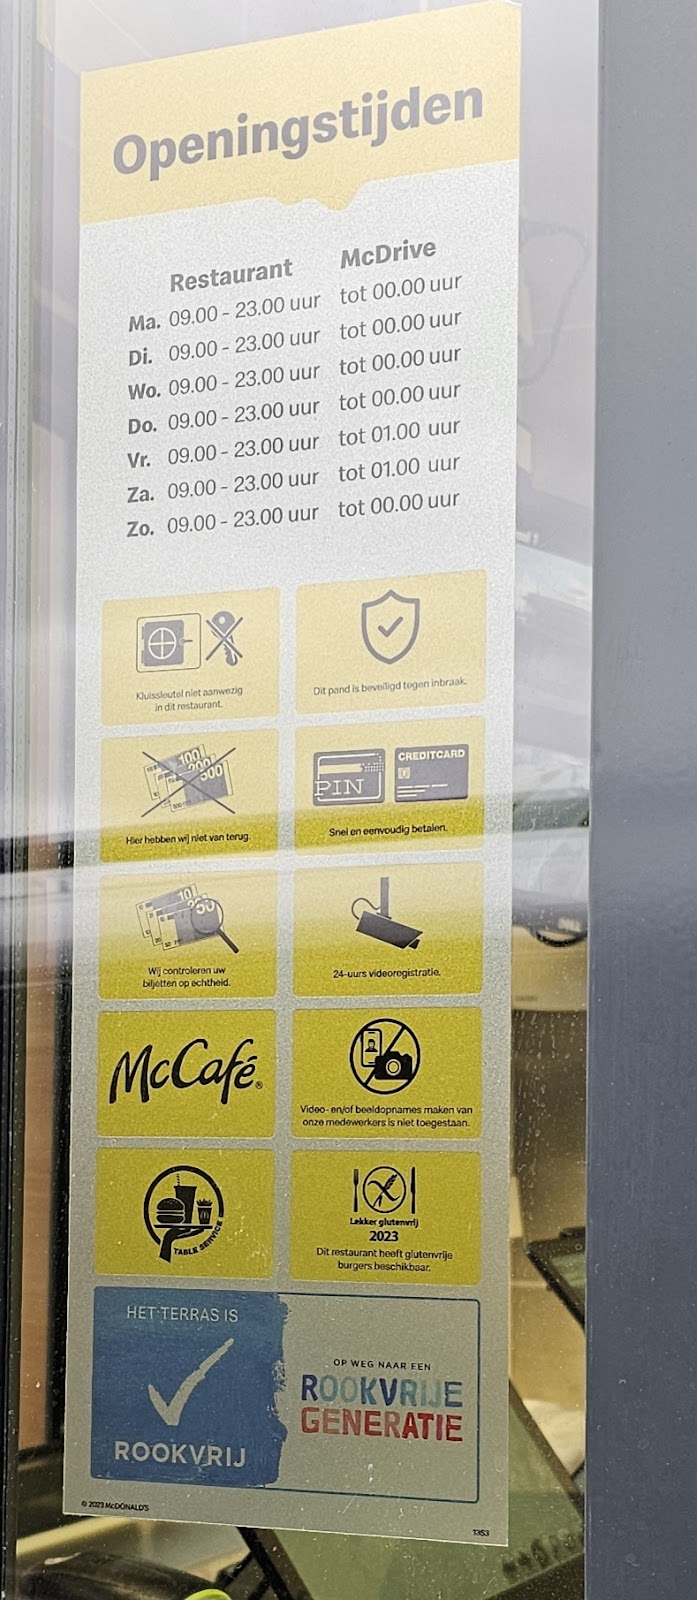 Openingstijden
Restaurant McDrive
Ma. 09.00 - 23.00 uur tot 00.00 uur
Di. 09.00 - 23.00 uur tot 00.00 uur
Wo. 09.00 - 23.00 uur tot 00.00 uur
Do. 09.00 - 23.00 uur tot 00.00 uur
Vr. 09.00 - 23.00 uur tot 01.00 uur
Za. 09.00 - 23.00 uur tot 01.00 uur
Zo. 09.00 - 23.00 uur tot 00.00 uur
Kluissleutel niet aanwezig
in dit restaurant.
Dit pand is beveiligd tegen inbraak.
100
200
500
Hier hebben wij niet van terug.
PIN
CREDITCARD
Snel en eenvoudig betalen.
10
50
Wij controleren uw
biljetten op echtheid.
24-uurs videoregistratie.
McCafé®
Video- en/of beeldopnames maken van
onze medewerkers is niet toegestaan.
TABLE SERVICE
Lekker glutenvrij
2023
Dit restaurant heeft glutenvrije
burgers beschikbaar.
HET TERRAS IS
ROOKVRIJ
OP WEG NAAR EEN
ROOKVRIJE
GENERATIE
© 2023 McDONALD'S
1353